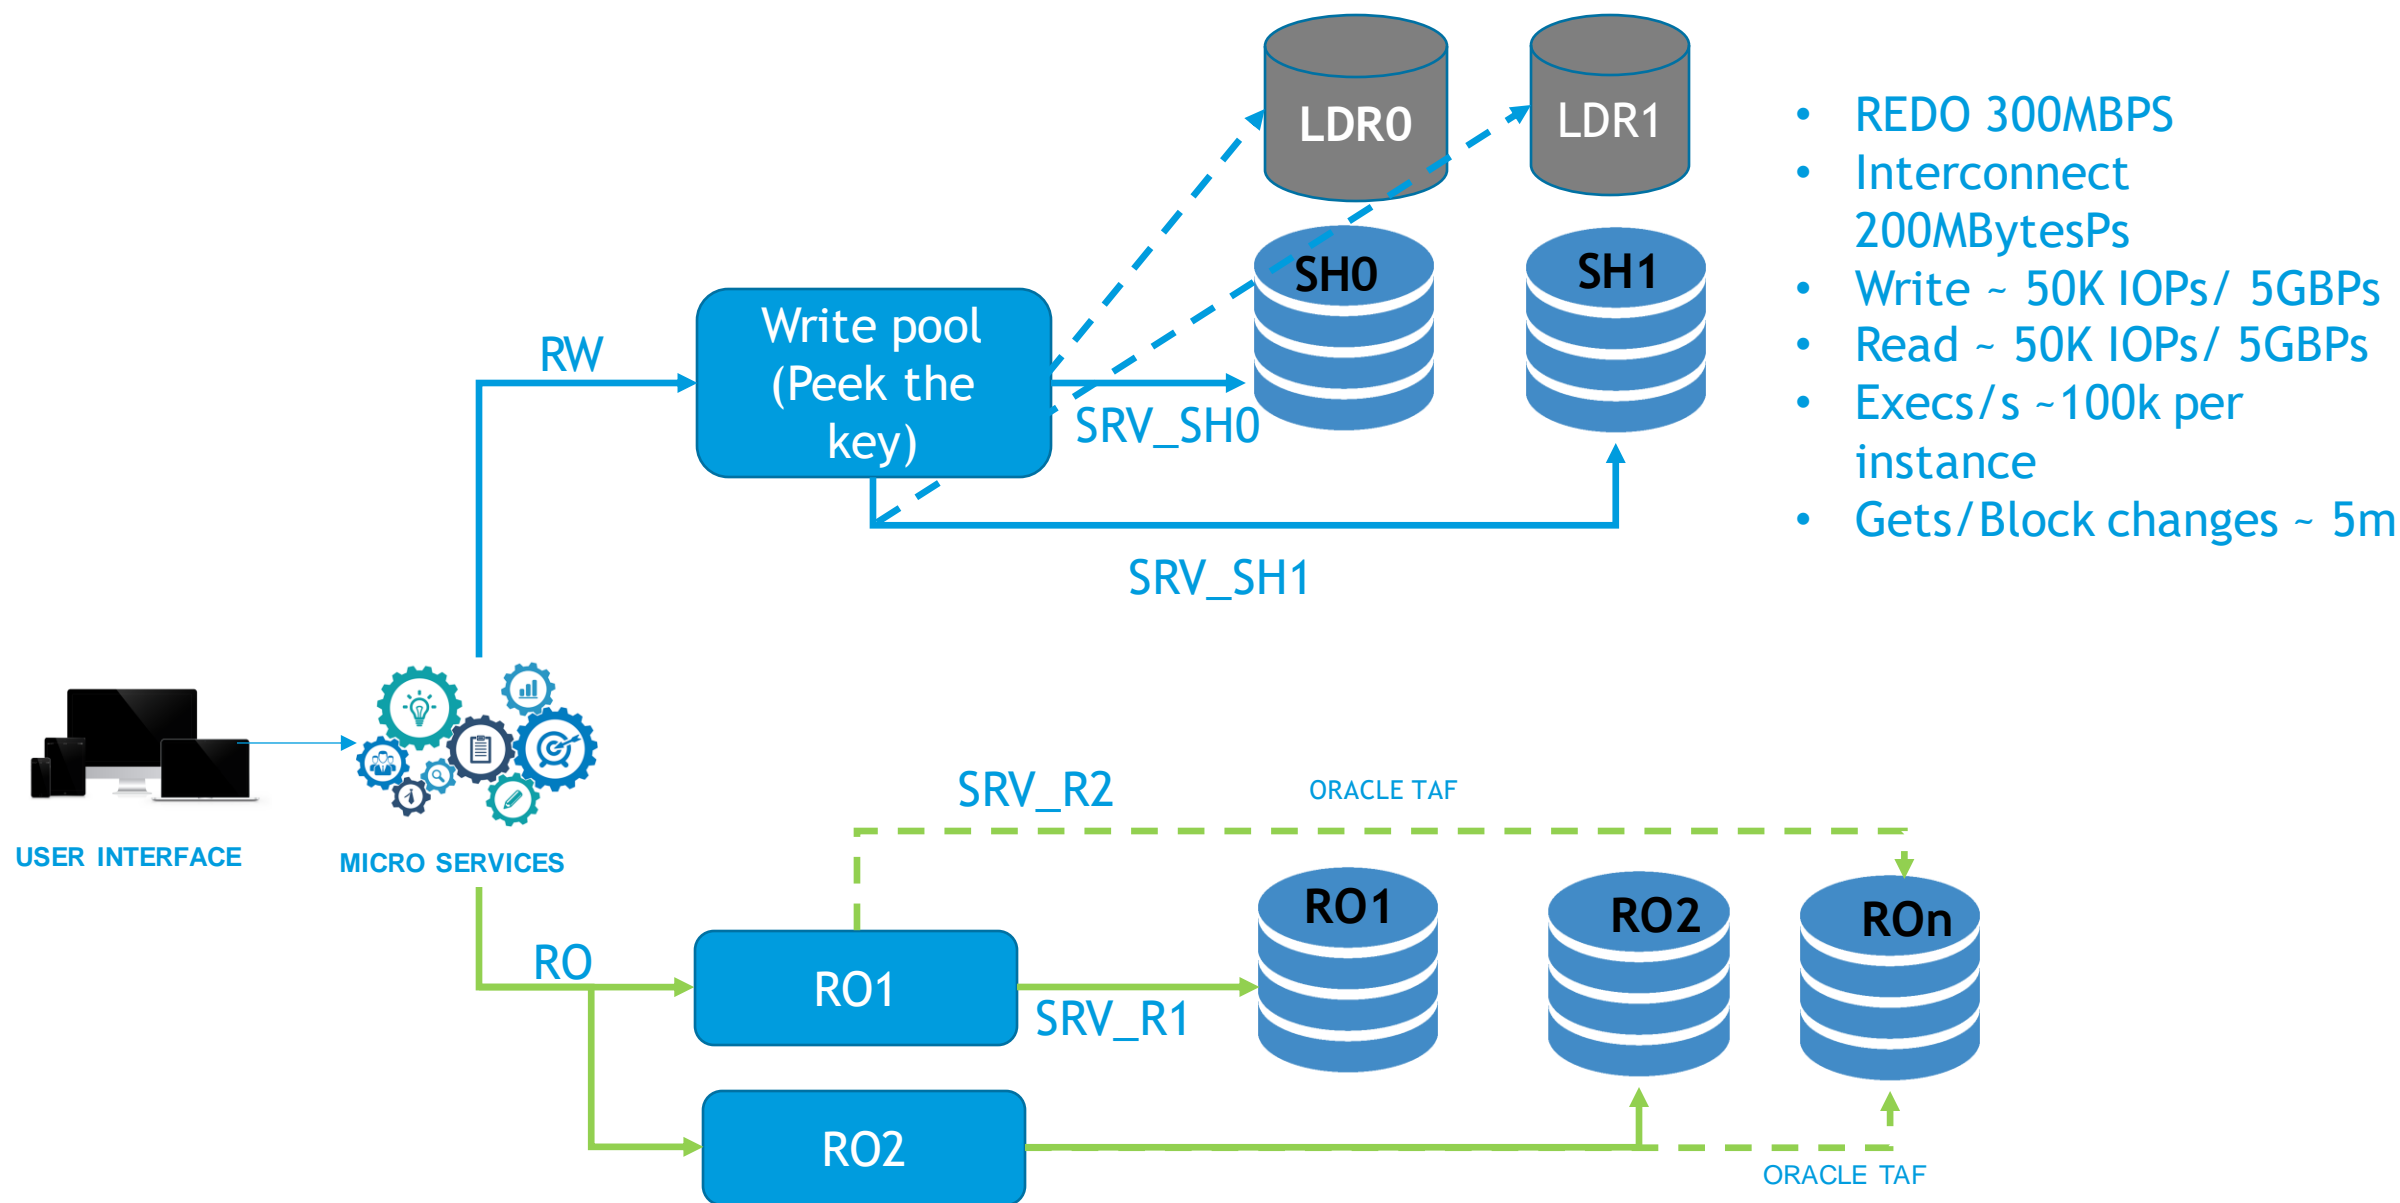 LDR0
LDR1
SH0
SH1
• REDO 300MBPS
• Interconnect
200MBytesPs
• Write ~ 50K IOPs/ 5GBPs
• Read ~ 50K IOPs/ 5GBPs
• Execs/s ~100k per
instance
• Gets/Block changes ~ 5m
RW
Write pool
(Peek the
key)
SRV_SH0
SRV_SH1
USER INTERFACE
MICRO SERVICES
SRV_R2
ORACLE TAF
RO
RO1
SRV_R1
RO1
RO2
ROn
RO2
ORACLE TAF